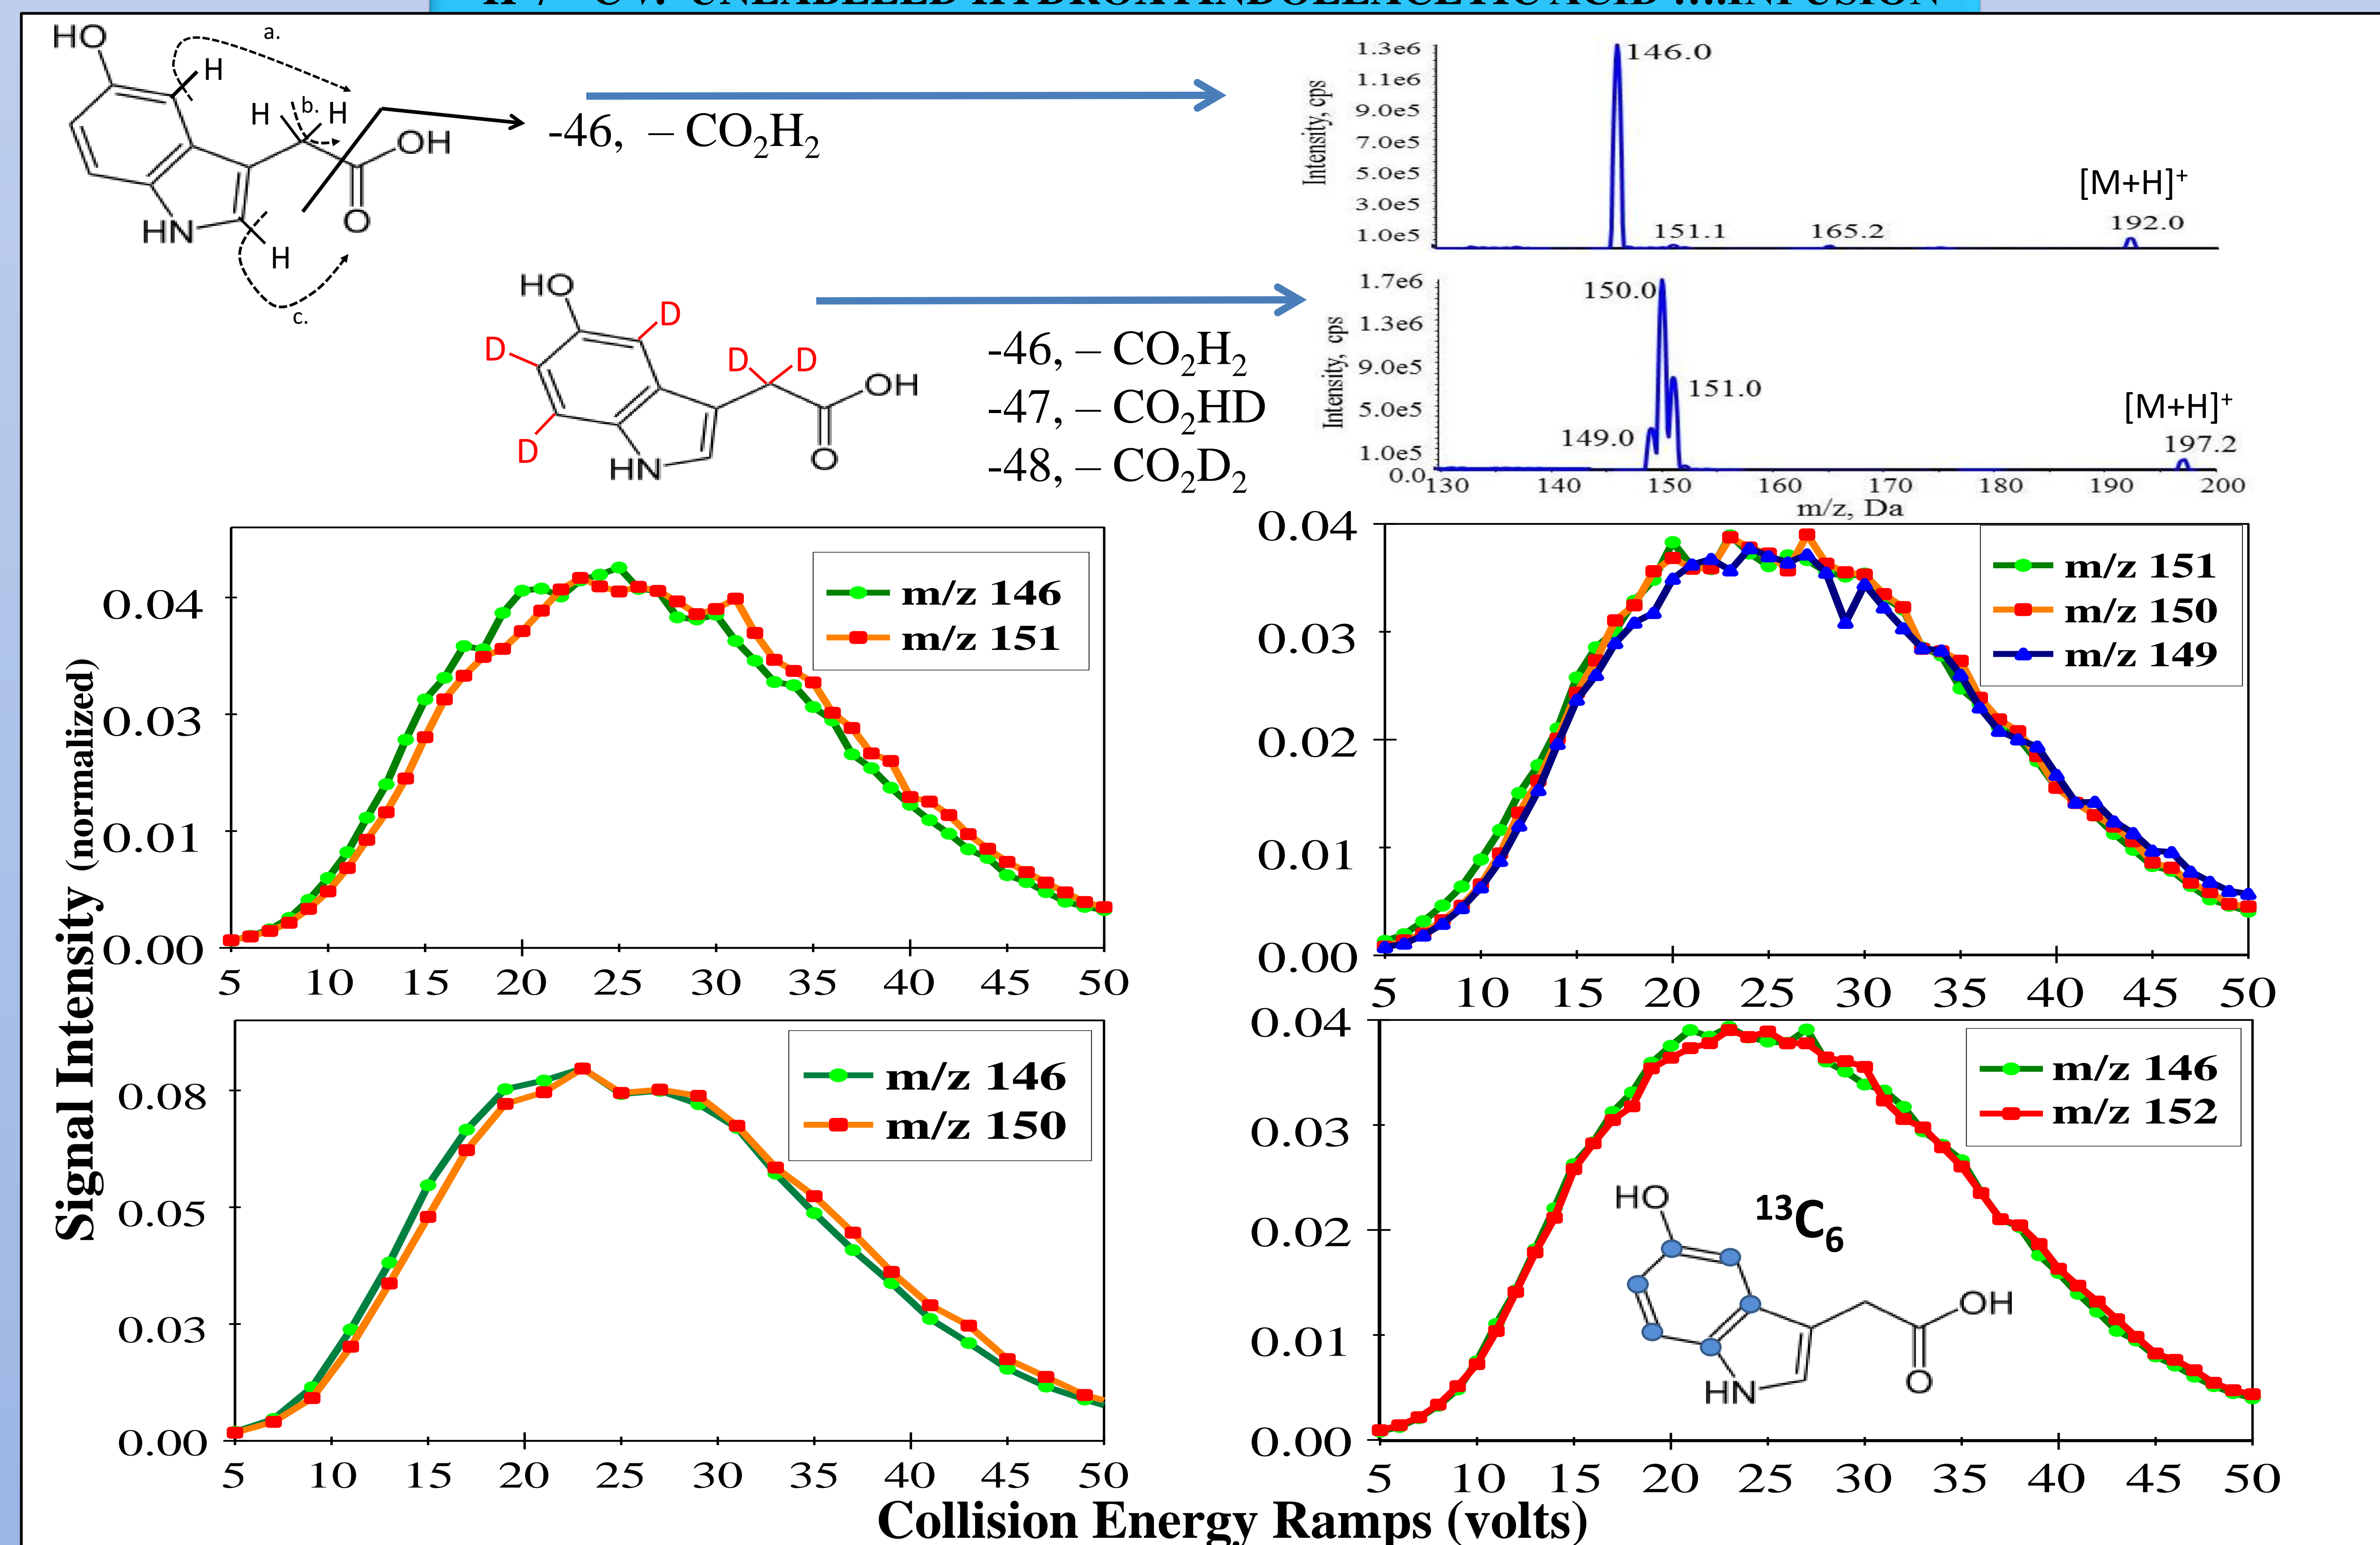 UNLABELLED HYDROXYINDOLEACETIC ACID ….INFUSION
HO
a.
H
H
b.
H
OH
O
HN
H
c.
-46, – CO₂H₂
1.3e6
1.1e6
9.0e5
7.0e5
5.0e5
3.0e5
1.0e5
Intensity, cps
146.0
151.1
165.2
[M+H]⁺
192.0
HO
D
D
D
D
D
OH
O
HN
-46, – CO₂H₂
-47, – CO₂HD
-48, – CO₂D₂
1.7e6
1.3e6
9.0e5
5.0e5
1.0e5
0.0
Intensity, cps
150.0
151.0
149.0
[M+H]⁺
197.2
130 140 150 160 170 180 190 200
m/z, Da
Signal Intensity (normalized)
0.04
0.03
0.01
0.00
m/z 146
m/z 151
5 10 15 20 25 30 35 40 45 50
0.04
0.03
0.02
0.01
0.00
m/z 151
m/z 150
m/z 149
5 10 15 20 25 30 35 40 45 50
0.08
0.05
0.03
0.00
m/z 146
m/z 150
5 10 15 20 25 30 35 40 45 50
0.04
0.03
0.02
0.01
0.00
m/z 146
m/z 152
HO
¹³C₆
OH
O
HN
5 10 15 20 25 30 35 40 45 50
Collision Energy Ramps (volts)